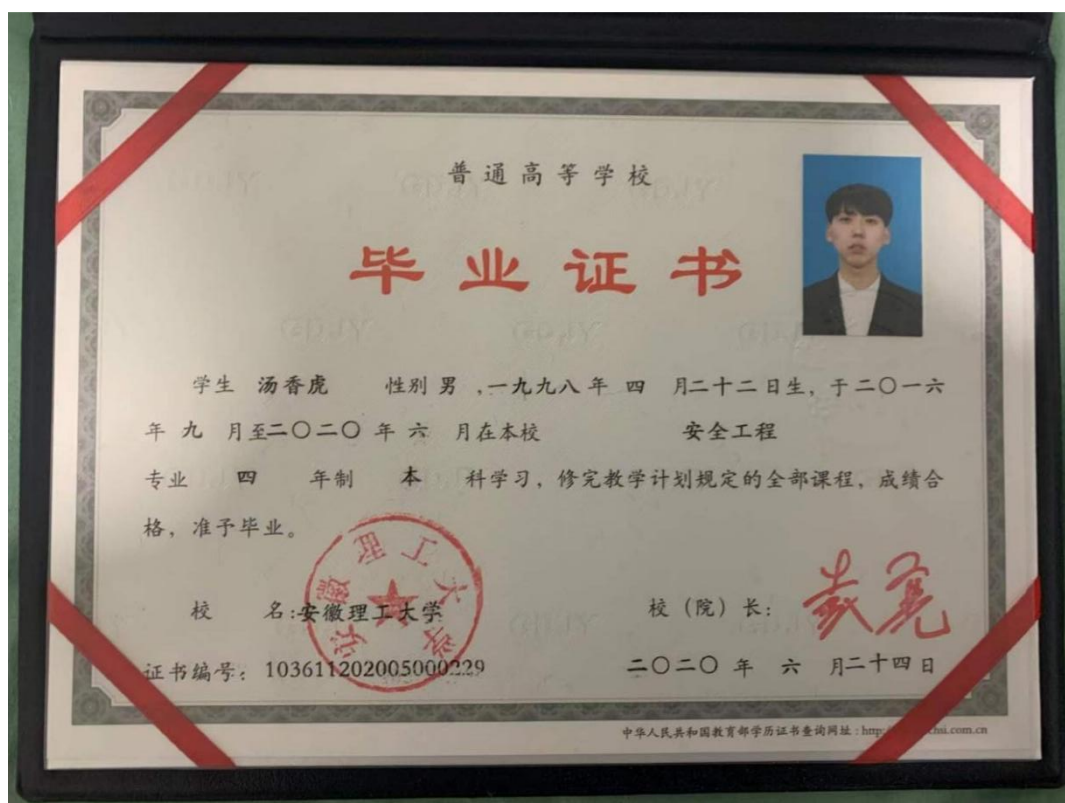 普通高等学校
毕业证书
学生 汤香虎 性别 男 ,一九九八 年 四 月二十二日生，于二〇一六
年 九 月至二〇二〇 年 六 月在本校 安全工程
专业 四 年制 本 科学习，修完教学计划规定的全部课程，成绩合
格，准予毕业。
安徽理工大学
校 名:安徽理工大学 校（院）长：
证书编号：103611202005000229 二〇二〇 年 六 月二十四日
中华人民共和国教育部学历证书查询网址：http: